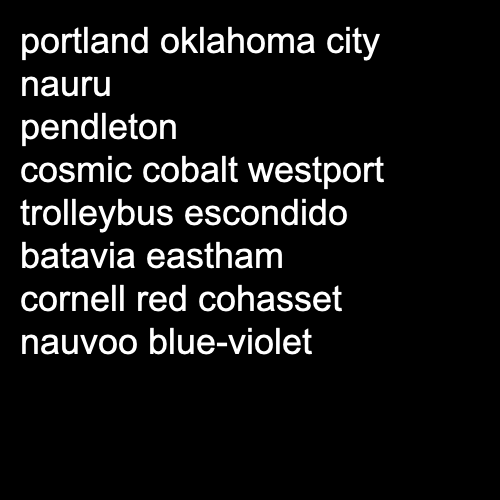 portland oklahoma city
nauru
pendleton
cosmic cobalt westport
trolleybus escondido
batavia eastham
cornell red cohasset
nauvoo blue-violet